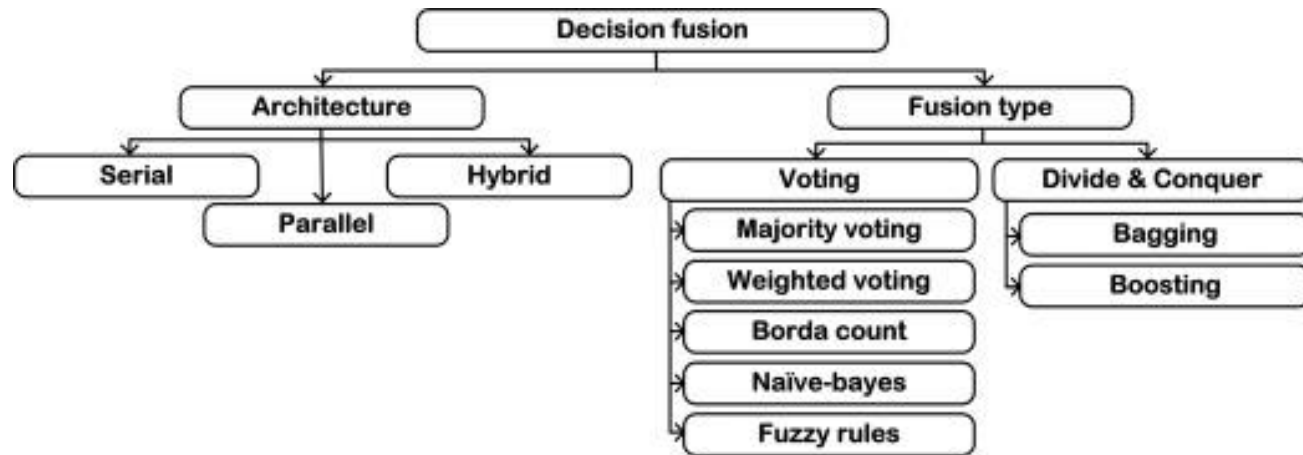 Decision fusion
Architecture
Fusion type
Serial
Hybrid
Parallel
Voting
Divide & Conquer
Majority voting
Weighted voting
Borda count
Naïve-bayes
Fuzzy rules
Bagging
Boosting